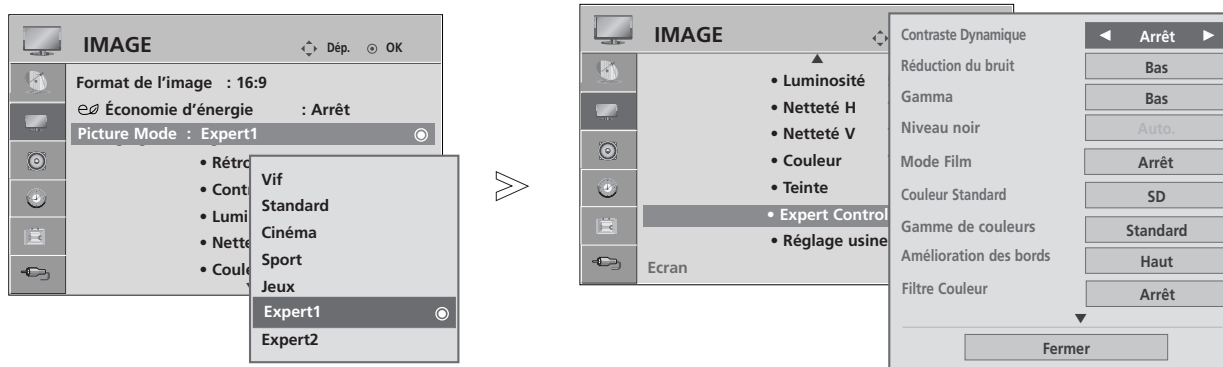 IMAGE
Dép. OK
Format de l'image : 16:9
Économie d'énergie : Arrêt
Picture Mode : Expert1
• Rétro
• Cont
• Lumi
• Nette
• Coule
Vif
Standard
Cinéma
Sport
Jeux
Expert1
Expert2
IMAGE
• Luminosité
• Netteté H
• Netteté V
• Couleur
• Teinte
• Expert Control
• Réglage usine
Ecran
Contraste Dynamique Arrêt
Réduction du bruit Bas
Gamma Bas
Niveau noir Auto.
Mode Film Arrêt
Couleur Standard SD
Gamme de couleurs Standard
Amélioration des bords Haut
Filtre Couleur Arrêt
Fermer